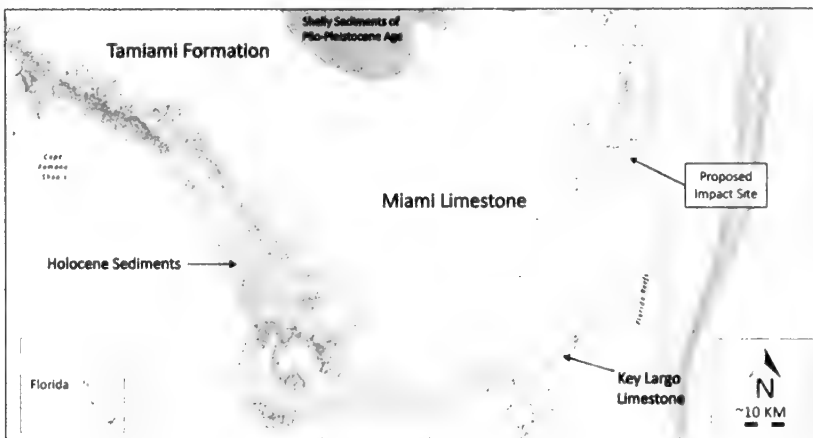 Shelly Sediments of
Plio-Pleistocene Age
Tamiami Formation
Cape
Romano
Shoals
Proposed
Impact Site
Miami Limestone
Holocene Sediments
Florida Reefs
Florida
Key Largo
Limestone
N
~10 KM